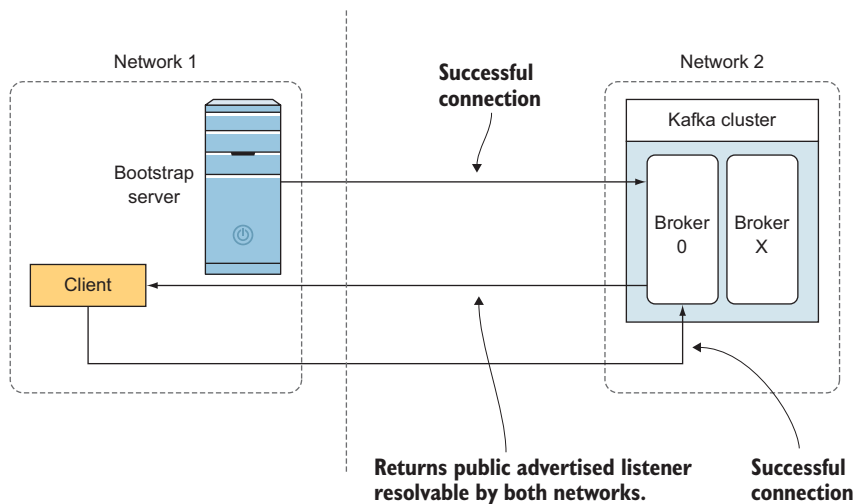 Network 1
Network 2
Successful
connection
Kafka cluster
Bootstrap
server
Broker
0
Broker
X
Client
Returns public advertised listener
resolvable by both networks.
Successful
connection